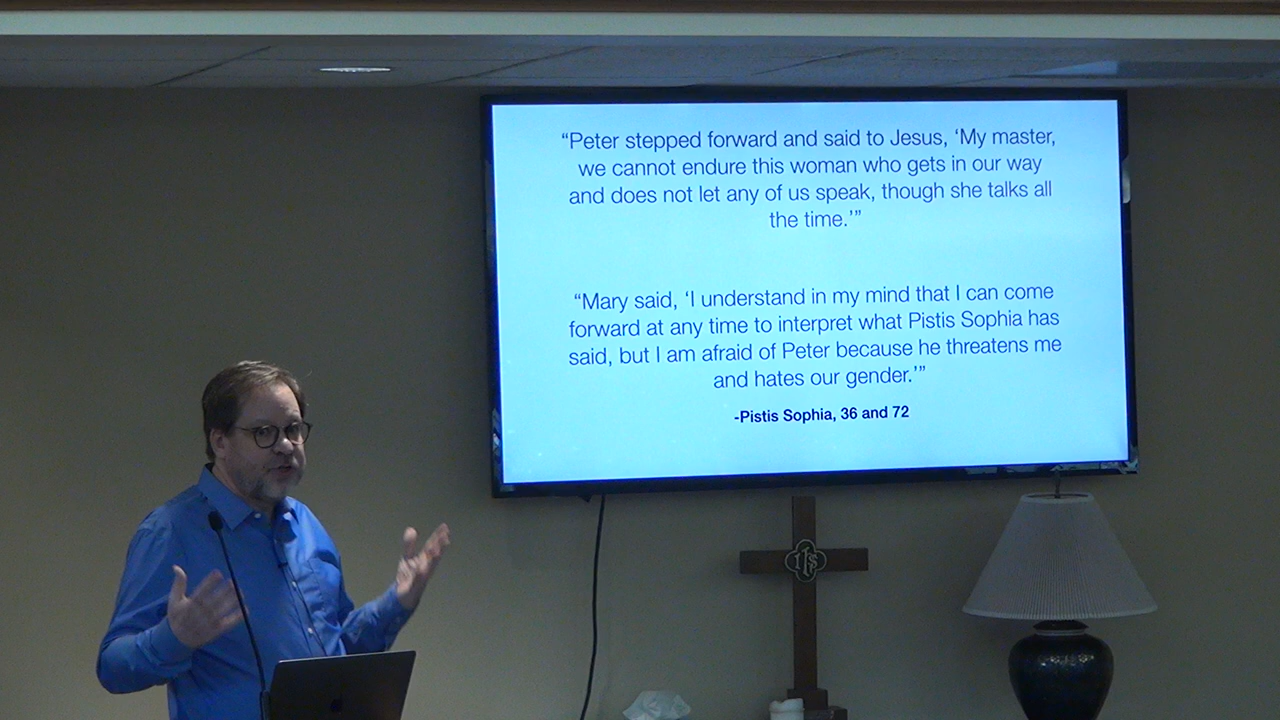 “Peter stepped forward and said to Jesus, ‘My master,
we cannot endure this woman who gets in our way
and does not let any of us speak, though she talks all
the time.’”
“Mary said, ‘I understand in my mind that I can come
forward at any time to interpret what Pistis Sophia has
said, but I am afraid of Peter because he threatens me
and hates our gender.’”
-Pistis Sophia, 36 and 72
IHS